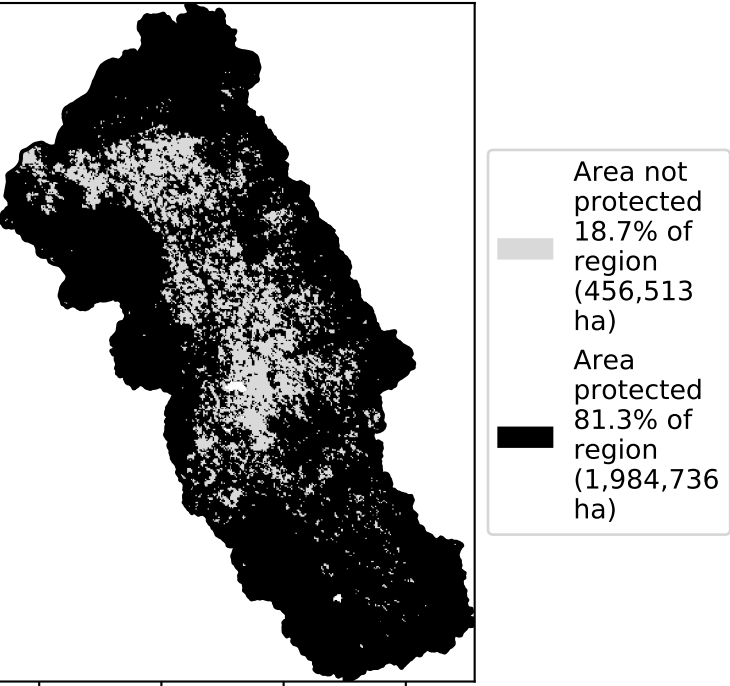 Area not
protected
18.7% of
region
(456,513
ha)
Area
protected
81.3% of
region
(1,984,736
ha)